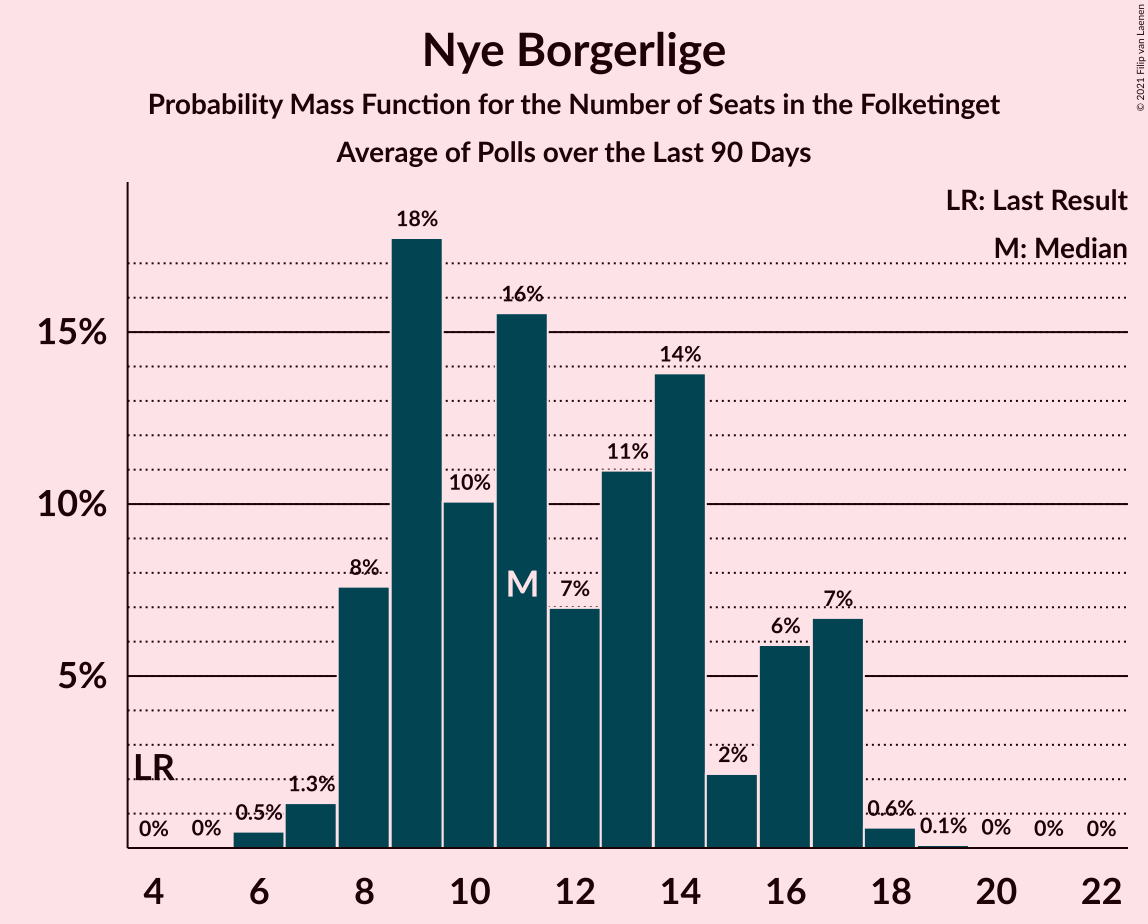 Nye Borgerlige
Probability Mass Function for the Number of Seats in the Folketinget
Average of Polls over the Last 90 Days
© 2021 Filip van Laenen
LR: Last Result
M: Median
18%
16%
15%
14%
11%
10%
10%
8%
M
7%
7%
6%
5%
2%
LR
1.3%
0.5%
0.6%
0.1%
0%
0%
0%
0%
0%
4 6 8 10 12 14 16 18 20 22